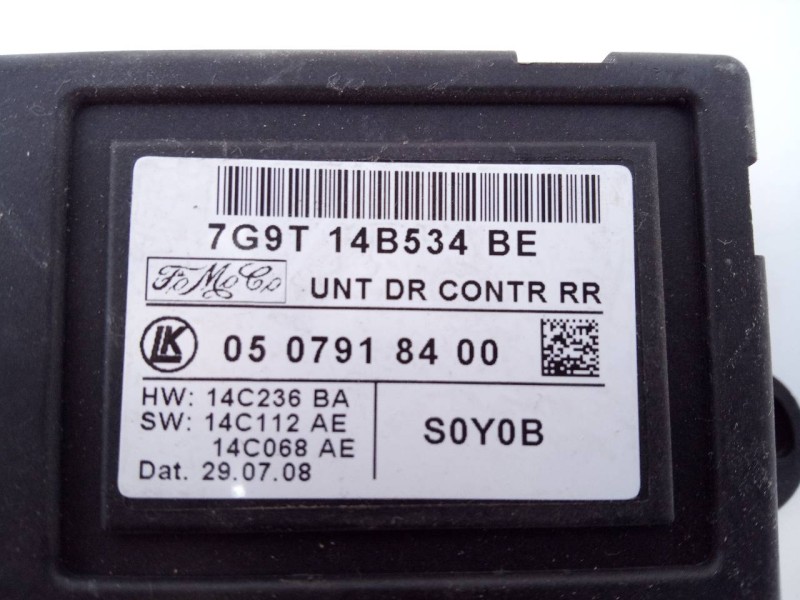 7G9T 14B534 BE
FoMoCo UNT DR CONTR RR
LK 05 0791 84 00
HW: 14C236 BA
SW: 14C112 AE
14C068 AE
Dat. 29.07.08
S0Y0B